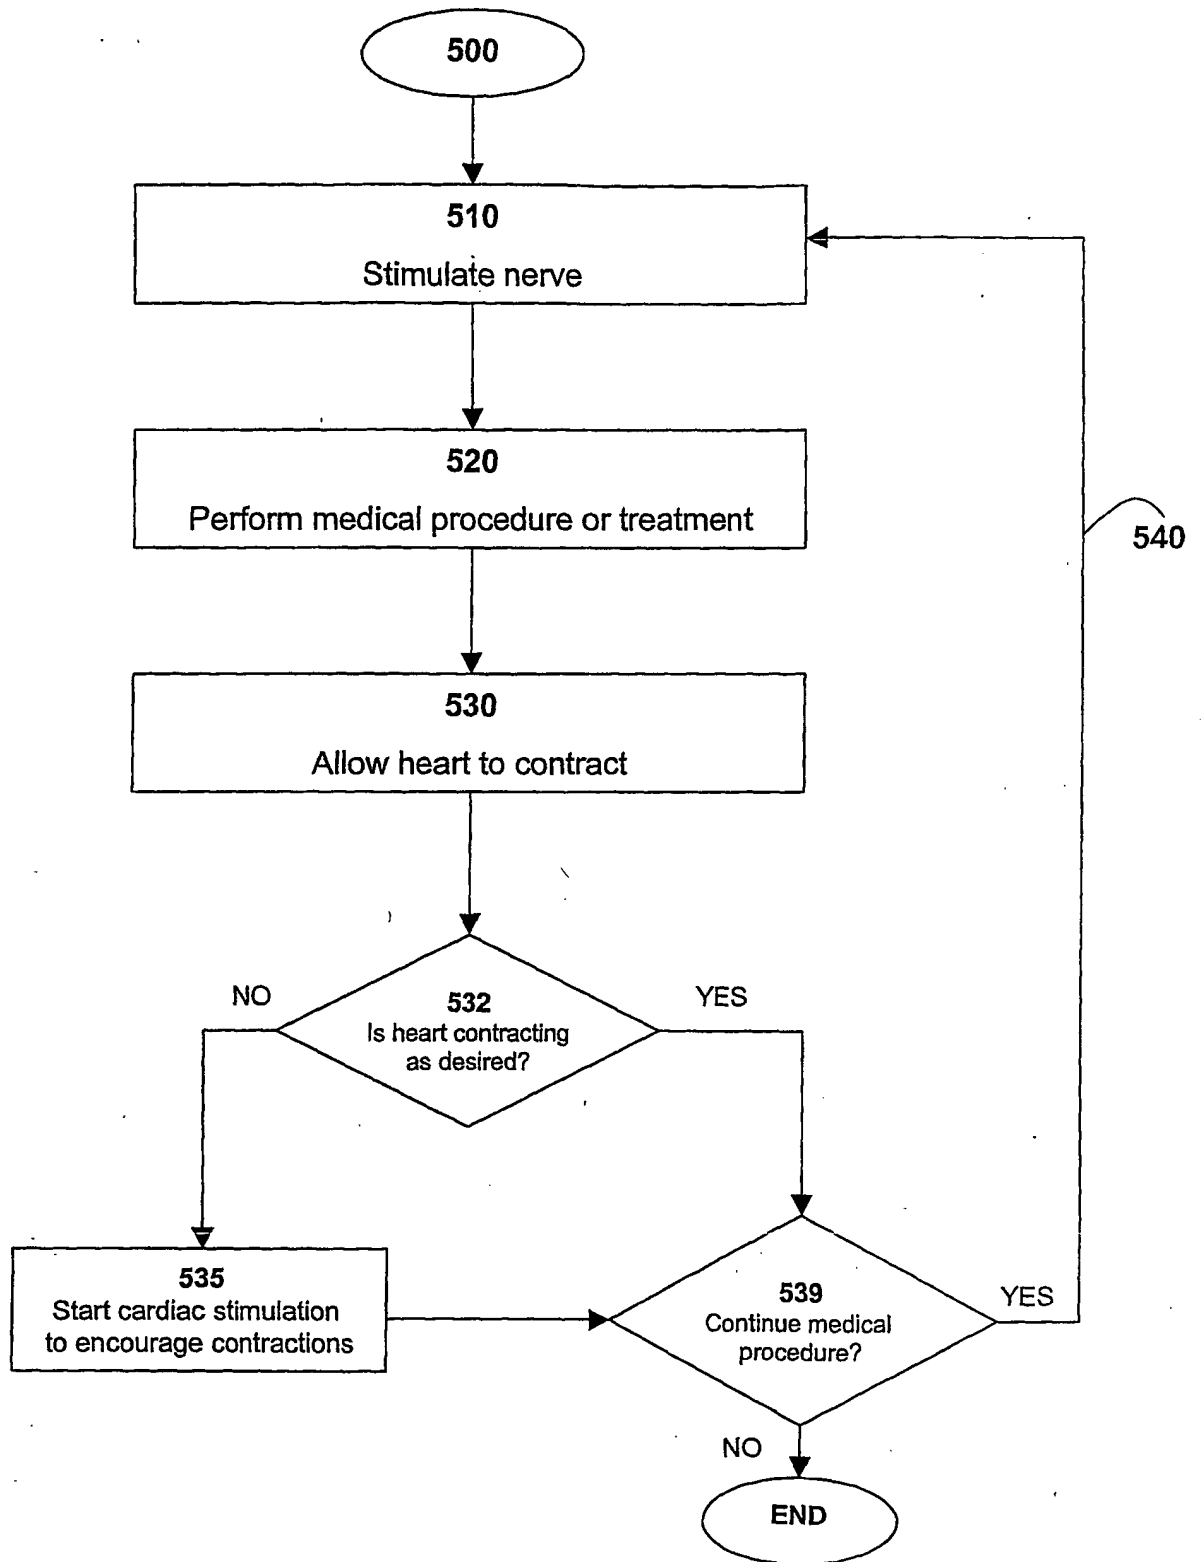 500
510
Stimulate nerve
520
Perform medical procedure or treatment
540
530
Allow heart to contract
NO
532
Is heart contracting
as desired?
YES
535
Start cardiac stimulation
to encourage contractions
539
Continue medical
procedure?
YES
NO
END